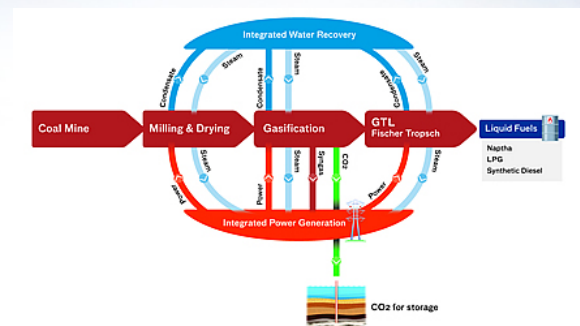 Integrated Water Recovery
Condensate
Steam
Condensate
Steam
Condensate
Steam
Coal Mine
Milling & Drying
Gasification
GTL
Fischer Tropsch
Liquid Fuels
Naptha
LPG
Synthetic Diesel
Power
Steam
Power
Steam
Syngas
CO2
Power
Steam
Integrated Power Generation
CO2 for storage